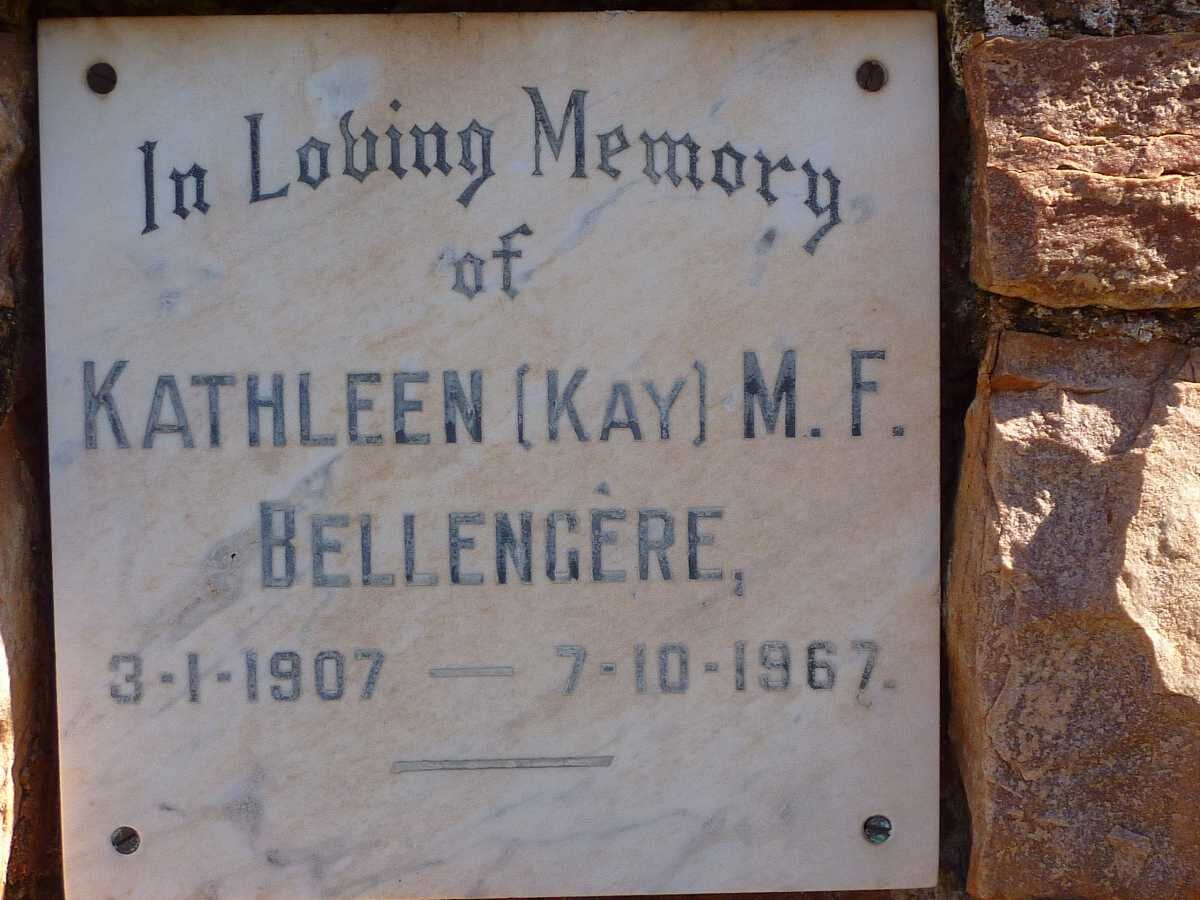 In Loving Memory
of
KATHLEEN (KAY) M. F.
BELLENGÈRE,
3-1-1907 — 7-10-1967.